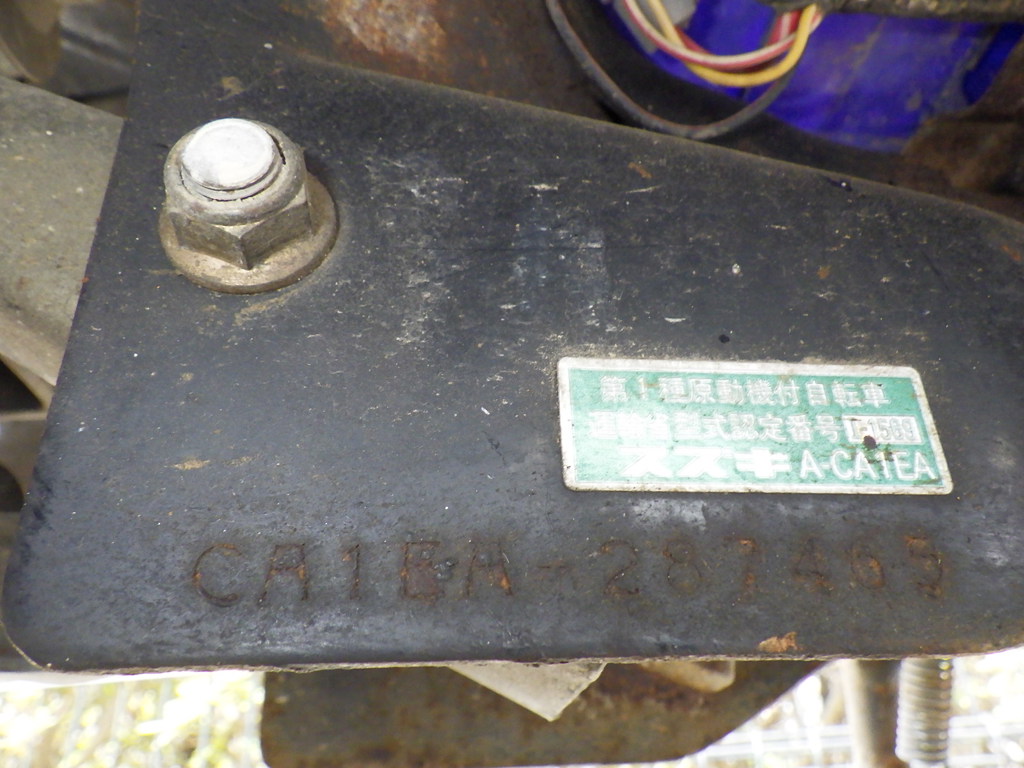 第1種原動機付自転車
運輸省型式認定番号 I-1569
スズキ A-CA1EA
CA1EA-287465